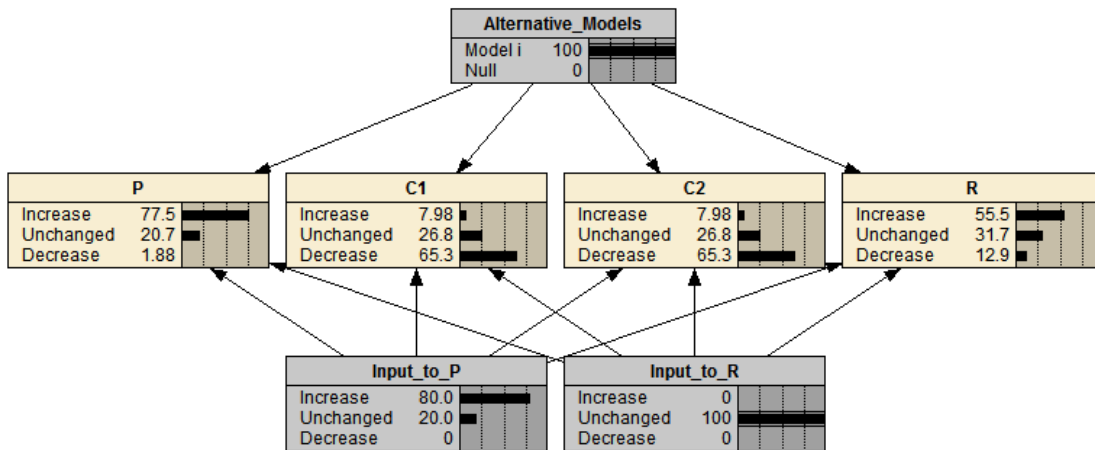 Alternative_Models
Model i 100
Null 0
P
Increase 77.5
Unchanged 20.7
Decrease 1.88
C1
Increase 7.98
Unchanged 26.8
Decrease 65.3
C2
Increase 7.98
Unchanged 26.8
Decrease 65.3
R
Increase 55.5
Unchanged 31.7
Decrease 12.9
Input_to_P
Increase 80.0
Unchanged 20.0
Decrease 0
Input_to_R
Increase 0
Unchanged 100
Decrease 0